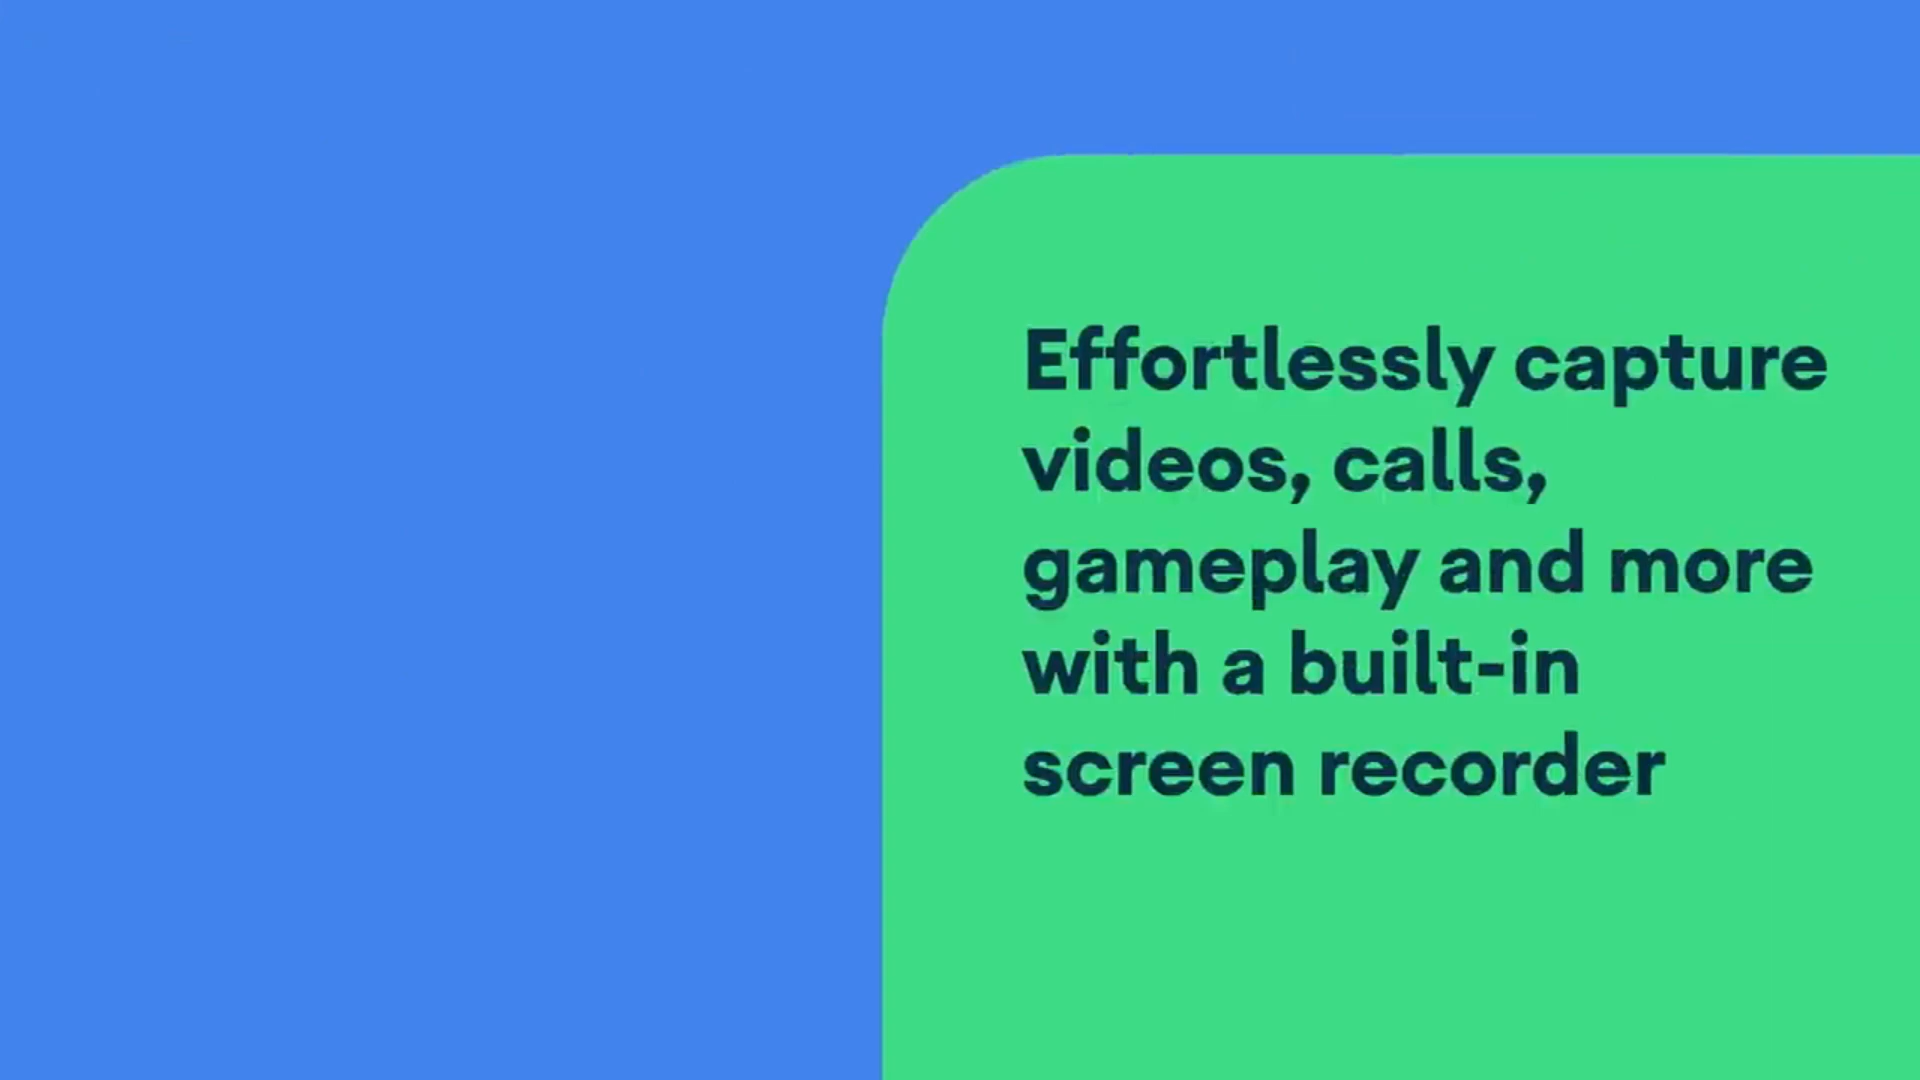 Effortlessly capture
videos, calls,
gameplay and more
with a built-in
screen recorder